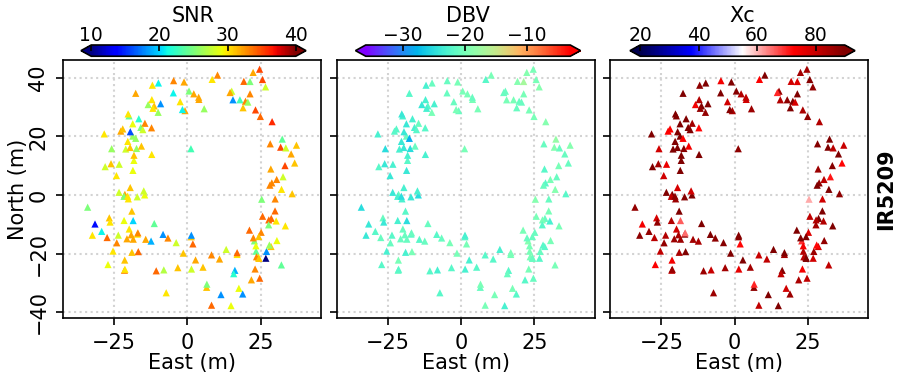 SNR DBV Xc
10 20 30 40 −30 −20 −10 20 40 60 80
40
20
0
−20
−40
North (m)
IR5209
−25 0 25 −25 0 25 −25 0 25
East (m) East (m) East (m)